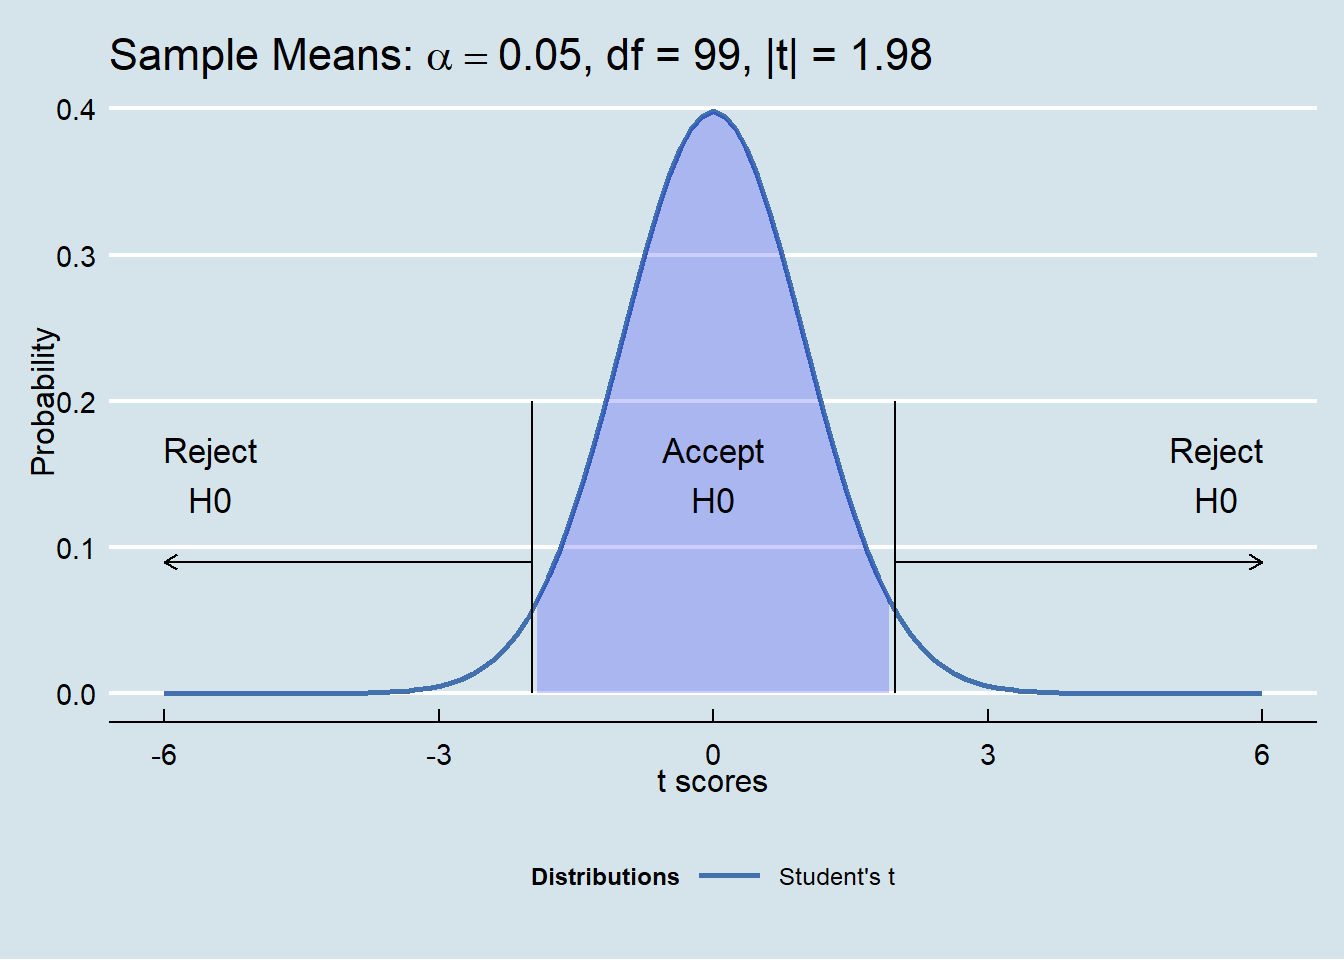 Sample Means: α = 0.05, df = 99, |t| = 1.98
Probability
0.4
0.3
0.2
0.1
0.0
Reject
H0
Accept
H0
Reject
H0
-6 -3 0 3 6
t scores
Distributions Student's t